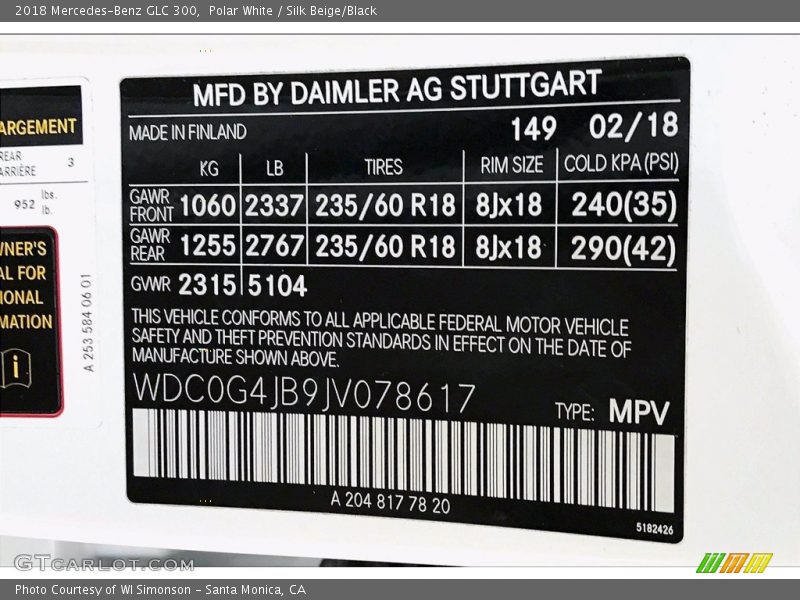 2018 Mercedes-Benz GLC 300, Polar White / Silk Beige/Black
ARGEMENT
REAR
ARRIÈRE 3
952 lbs.
lb.
WNER'S
AL FOR
IONAL
MATION
i
A 253 584 06 01
MFD BY DAIMLER AG STUTTGART
MADE IN FINLAND 149 02/18
KG LB TIRES RIM SIZE COLD KPA (PSI)
GAWR FRONT 1060 2337 235/60 R18 8Jx18 240(35)
GAWR REAR 1255 2767 235/60 R18 8Jx18 290(42)
GVWR 2315 5104
THIS VEHICLE CONFORMS TO ALL APPLICABLE FEDERAL MOTOR VEHICLE
SAFETY AND THEFT PREVENTION STANDARDS IN EFFECT ON THE DATE OF
MANUFACTURE SHOWN ABOVE.
WDC0G4JB9JV078617
TYPE: MPV
A 204 817 78 20
5182426
GTCARLOT.COM
Photo Courtesy of WI Simonson - Santa Monica, CA